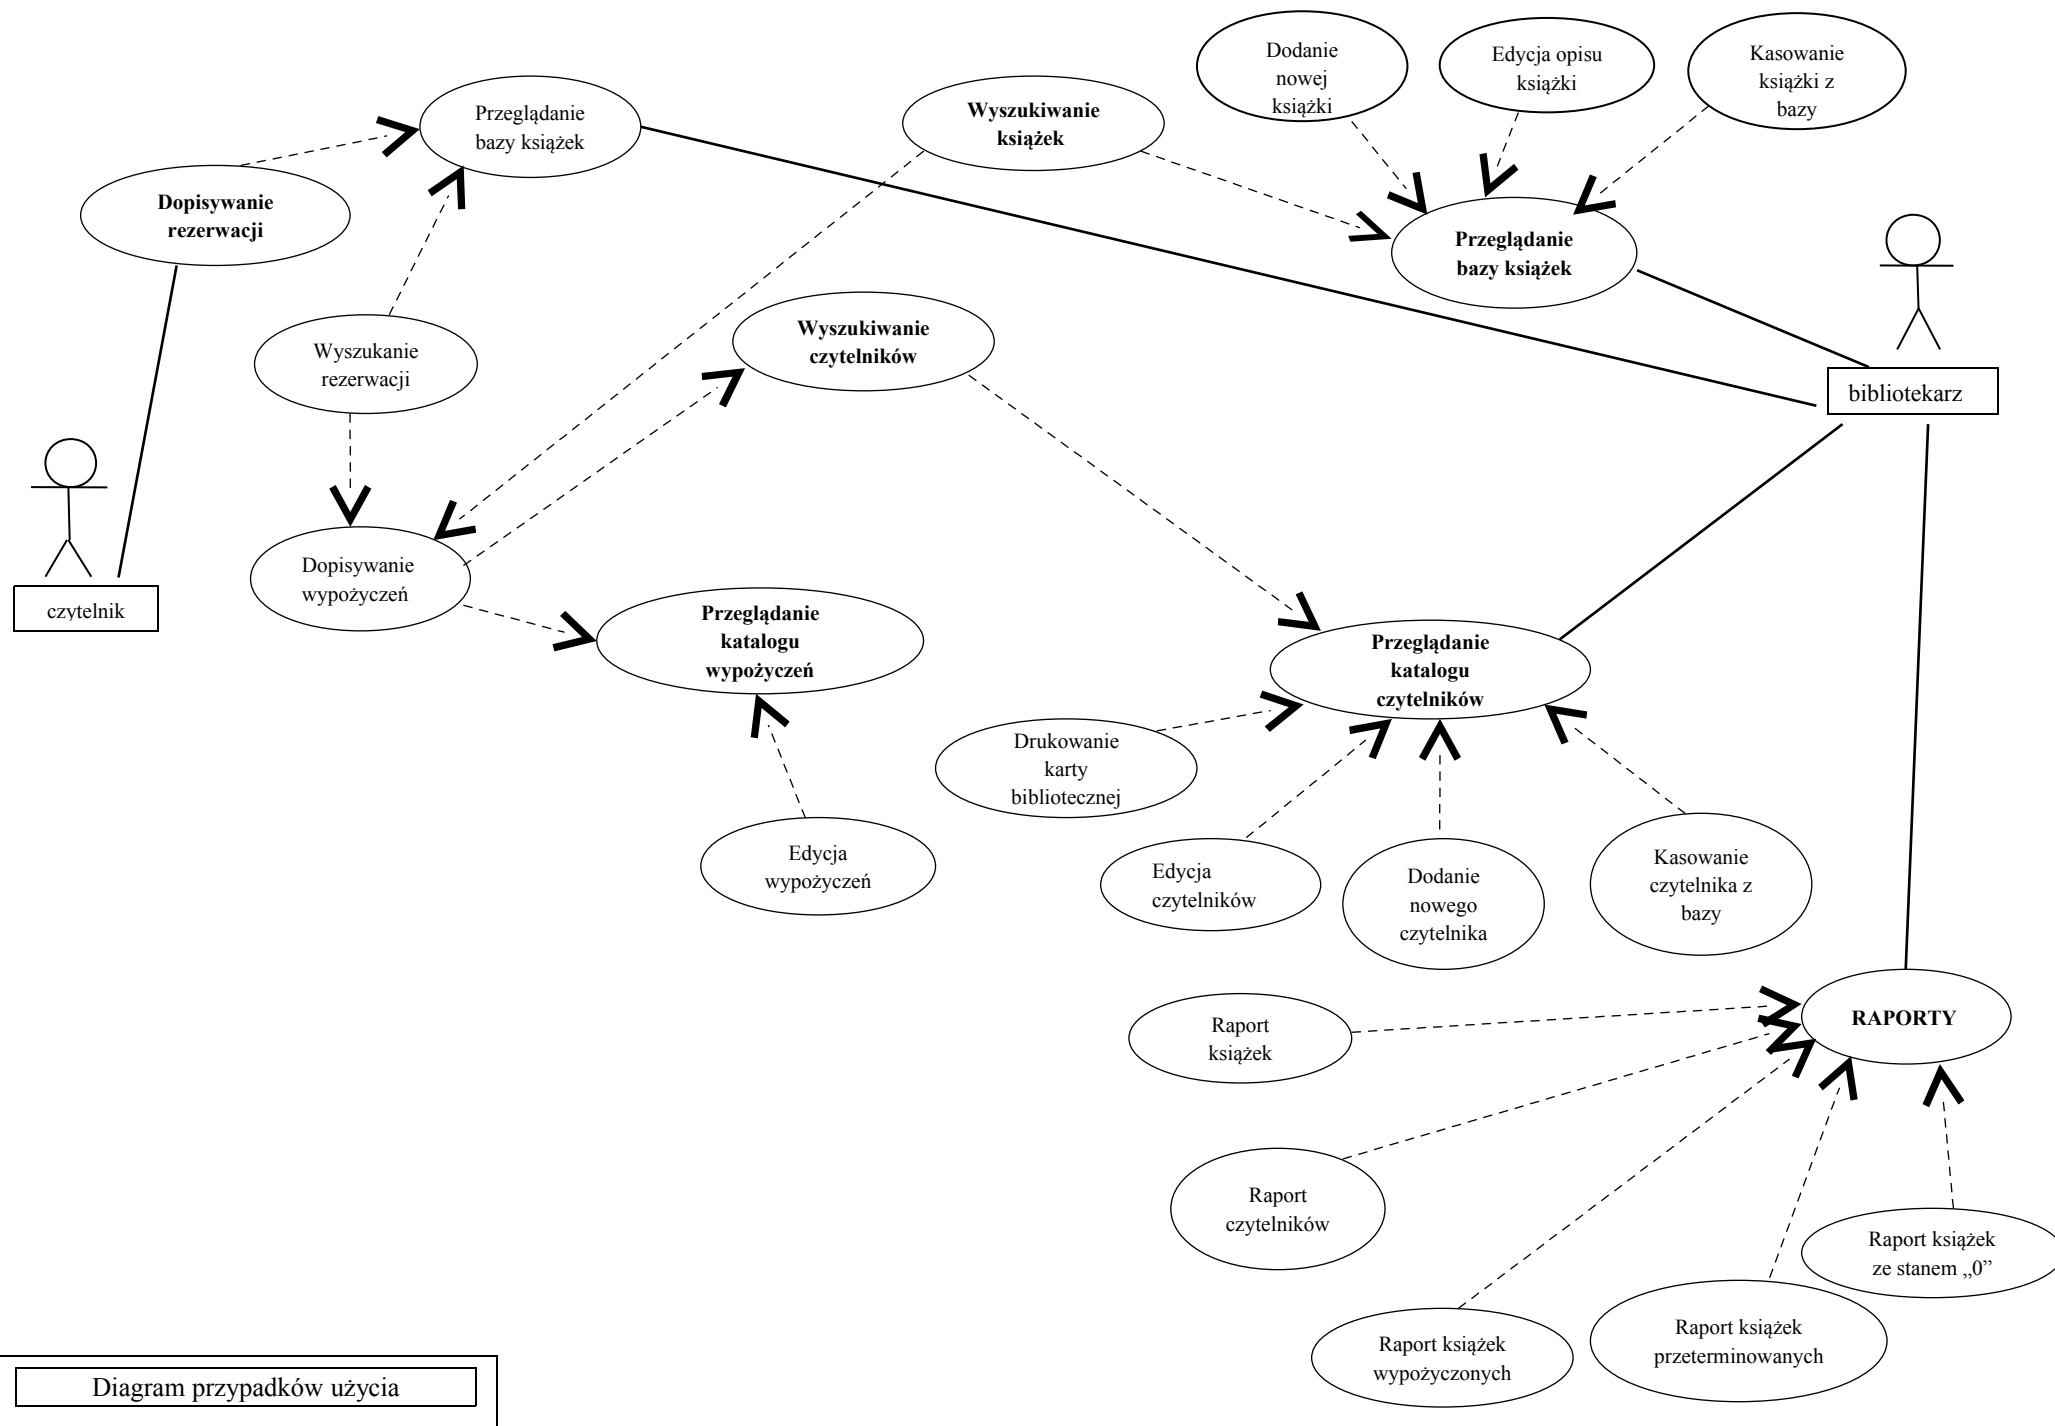 Dodanie
nowej
książki
Edycja opisu
książki
Kasowanie
książki z
bazy
Przeglądanie
bazy książek
Wyszukiwanie
książek
Dopisywanie
rezerwacji
Przeglądanie
bazy książek
Wyszukiwanie
czytelników
Wyszukanie
rezerwacji
bibliotekarz
Dopisywanie
wypożyczeń
czytelnik
Przeglądanie
katalogu
wypożyczeń
Przeglądanie
katalogu
czytelników
Drukowanie
karty
bibliotecznej
Edycja
wypożyczeń
Edycja
czytelników
Dodanie
nowego
czytelnika
Kasowanie
czytelnika z
bazy
Raport
książek
RAPORTY
Raport
czytelników
Raport książek
ze stanem „0”
Raport książek
wypożyczonych
Raport książek
przeterminowanych
Diagram przypadków użycia